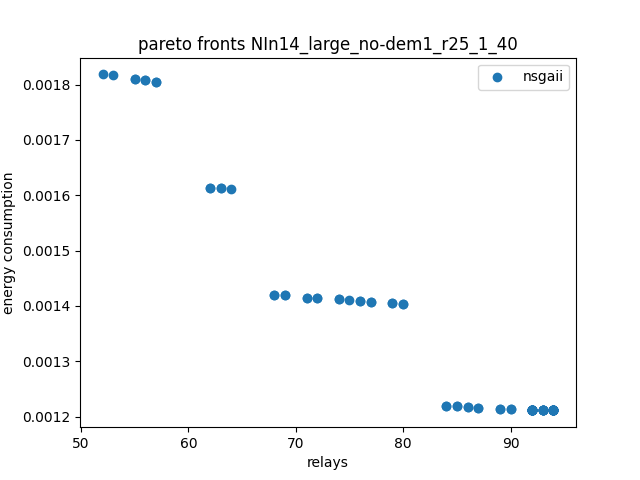 pareto fronts NIn14_large_no-dem1_r25_1_40
nsgaii
energy consumption
0.0018
0.0017
0.0016
0.0015
0.0014
0.0013
0.0012
50 60 70 80 90
relays